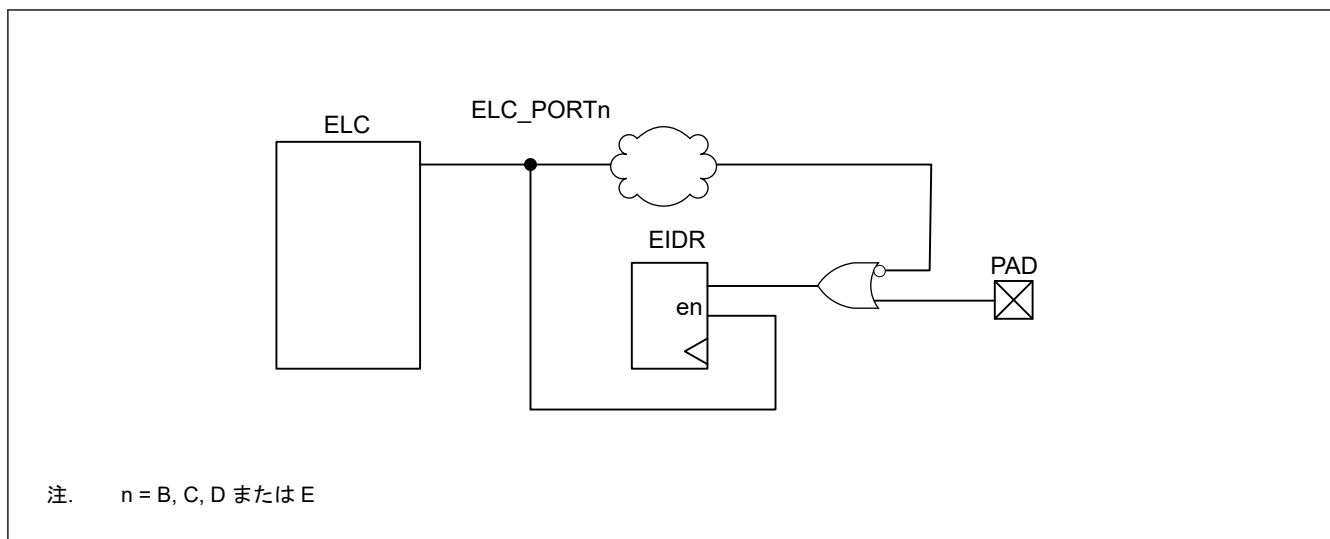 ELC_PORTn
ELC
EIDR
PAD
en
注. n = B, C, D または E